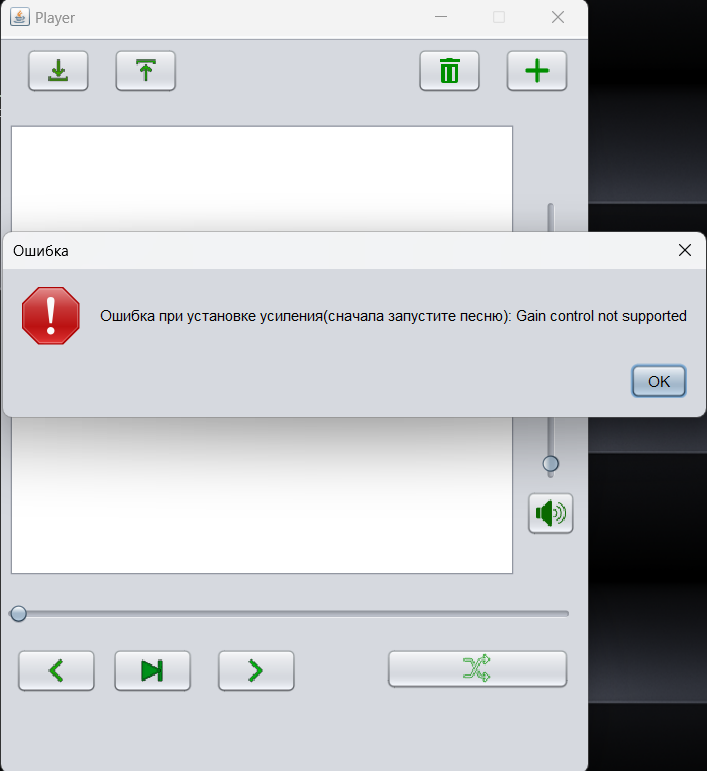 Player
Ошибка
Ошибка при установке усиления(сначала запустите песню): Gain control not supported
OK